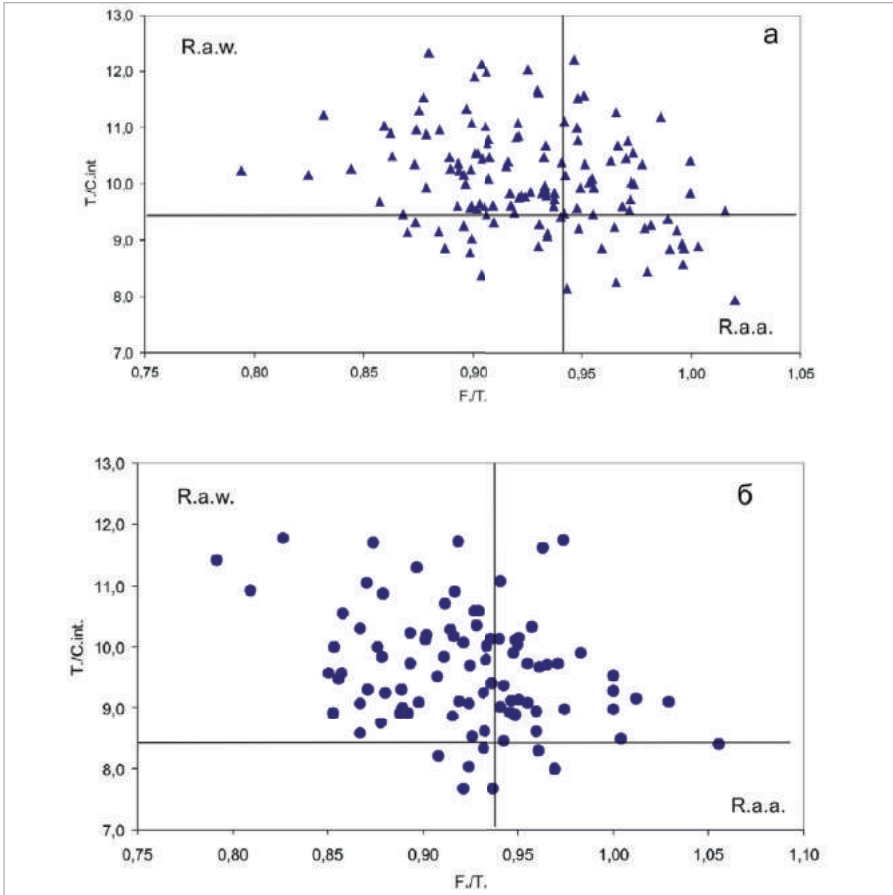 13,0
R.a.w.
а
12,0
11,0
T./C.int
10,0
9,0
8,0
R.a.a.
7,0
0,75 0,80 0,85 0,90 0,95 1,00 1,05
F./T.
13,0
R.a.w.
б
12,0
11,0
T./C.int.
10,0
9,0
8,0
R.a.a.
7,0
0,75 0,80 0,85 0,90 0,95 1,00 1,05 1,10
F./T.